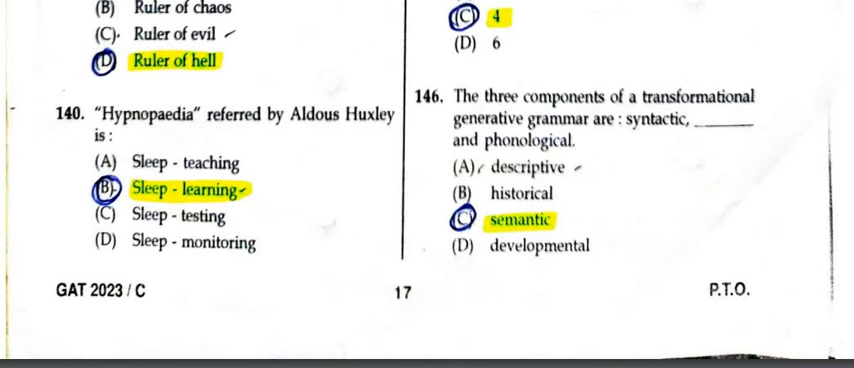 (B) Ruler of chaos
(C) Ruler of evil
(D) Ruler of hell
140. "Hypnopaedia" referred by Aldous Huxley
is :
(A) Sleep - teaching
(B) Sleep - learning
(C) Sleep - testing
(D) Sleep - monitoring
(C) 4
(D) 6
146. The three components of a transformational
generative grammar are : syntactic, ________
and phonological.
(A) descriptive
(B) historical
(C) semantic
(D) developmental
GAT 2023 / C
17
P.T.O.